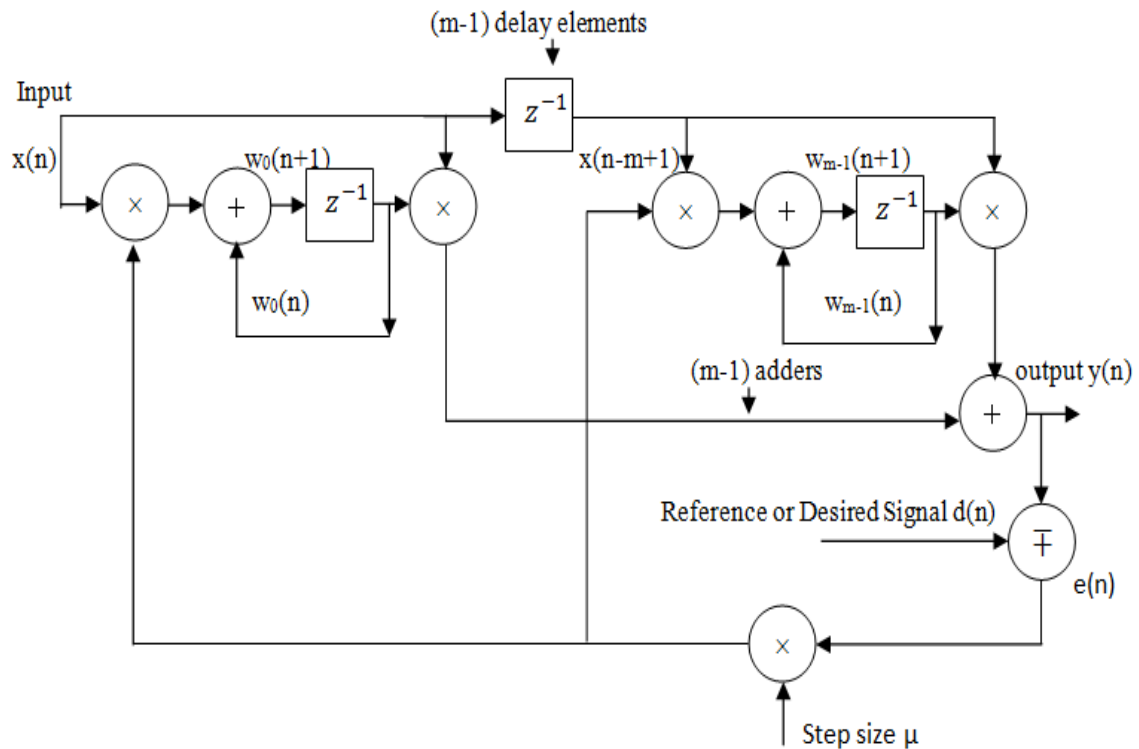 (m-1) delay elements
Input
z⁻¹
x(n)
w₀(n+1)
x(n-m+1)
wₘ₋₁(n+1)
×
+
z⁻¹
×
×
+
z⁻¹
×
w₀(n)
wₘ₋₁(n)
(m-1) adders
output y(n)
+
Reference or Desired Signal d(n)
∓
e(n)
×
Step size μ